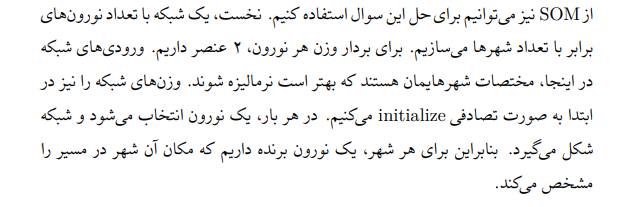 از SOM نیز می‌توانیم برای حل این سوال استفاده کنیم. نخست، یک شبکه با تعداد نورون‌های
برابر با تعداد شهرها می‌سازیم. برای بردار وزن هر نورون، ۲ عنصر داریم. ورودی‌های شبکه
در اینجا، مختصات شهرهایمان هستند که بهتر است نرمالیزه شوند. وزن‌های شبکه را نیز در
ابتدا به صورت تصادفی initialize می‌کنیم. در هر بار، یک نورون انتخاب می‌شود و شبکه
شکل می‌گیرد. بنابراین برای هر شهر، یک نورون برنده داریم که مکان آن شهر در مسیر را
مشخص می‌کند.